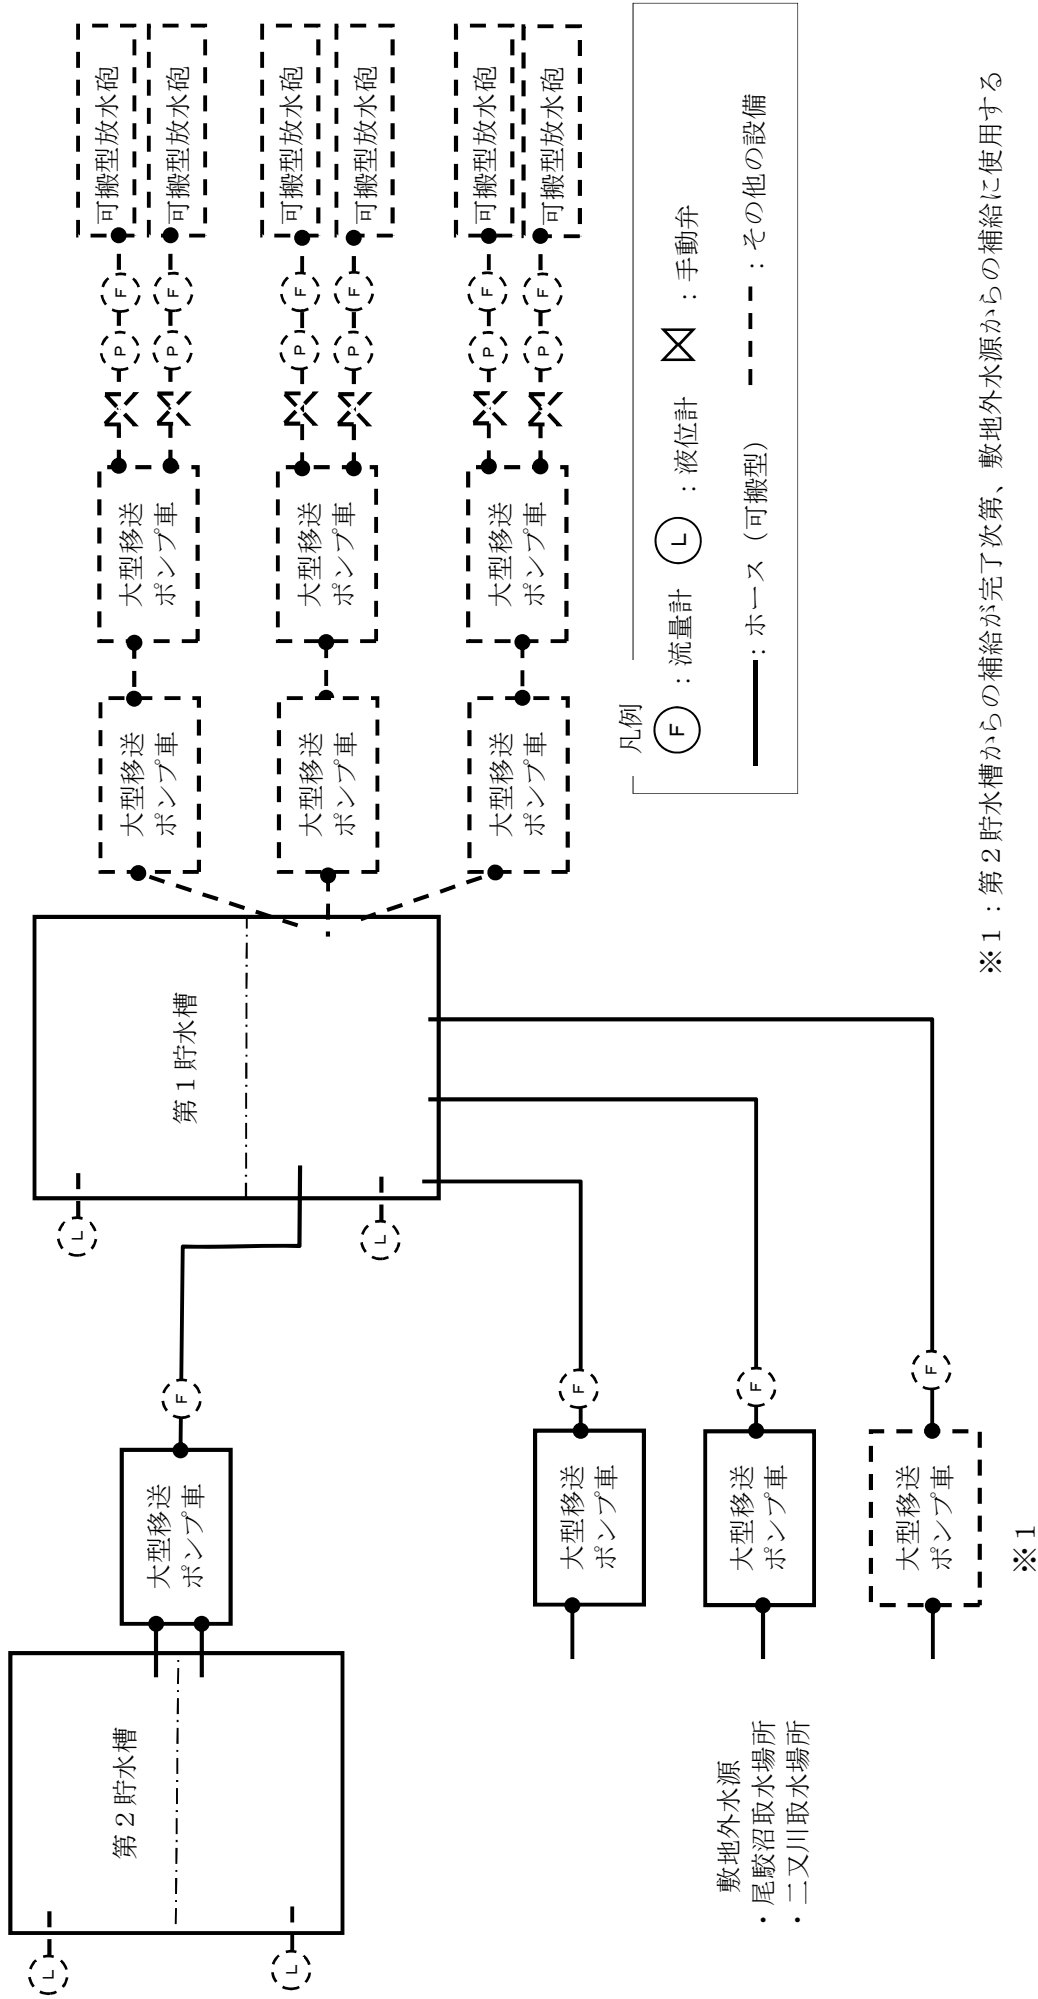 第2貯水槽
L
L
大型移送
ポンプ車
F
第1貯水槽
L
L
大型移送
ポンプ車
大型移送
ポンプ車
P
F
可搬型放水砲
P
F
可搬型放水砲
大型移送
ポンプ車
大型移送
ポンプ車
P
F
可搬型放水砲
P
F
可搬型放水砲
大型移送
ポンプ車
大型移送
ポンプ車
P
F
可搬型放水砲
P
F
可搬型放水砲
大型移送
ポンプ車
F
大型移送
ポンプ車
F
大型移送
ポンプ車
F
※1
敷地外水源
・尾駮沼取水場所
・二又川取水場所
凡例
F :流量計 L :液位計 :手動弁
:ホース(可搬型) :その他の設備
※1:第2貯水槽からの補給が完了次第、敷地外水源からの補給に使用する